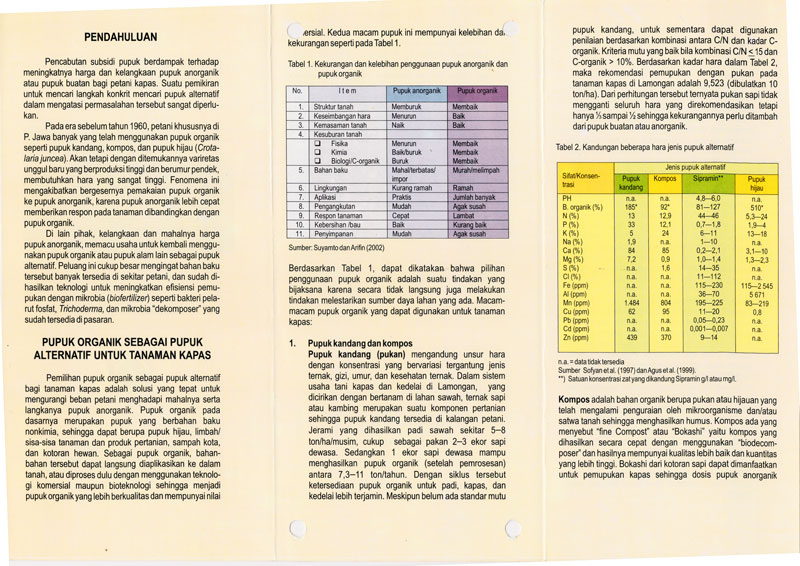 PENDAHULUAN
Pencabutan subsidi pupuk berdampak terhadap
meningkatnya harga dan kelangkaan pupuk anorganik
atau pupuk buatan bagi petani kapas. Suatu pemikiran
untuk mencari langkah konkrit mencari pupuk alternatif
dalam mengatasi permasalahan tersebut sangat diperlu-
kan.
Pada era sebelum tahun 1960, petani khususnya di
P. Jawa banyak yang telah menggunakan pupuk organik
seperti pupuk kandang, kompos, dan pupuk hijau (Crota-
laria juncea). Akan tetapi dengan ditemukannya varitretas
unggul baru yang berproduksi tinggi dan berumur pendek,
membutuhkan hara yang sangat tinggi. Fenomena ini
mengakibatkan bergesernya pemakaian pupuk organik
ke pupuk anorganik, karena pupuk anorganik lebih cepat
memberikan respon pada tanaman dibandingkan dengan
pupuk organik.
Di lain pihak, kelangkaan dan mahalnya harga
pupuk anorganik, memacu usaha untuk kembali menggu-
nakan pupuk organik atau pupuk alam lain sebagai pupuk
alternatif. Peluang ini cukup besar mengingat bahan baku
tersebut banyak tersedia di sekitar petani, dan sudah di-
hasilkan teknologi untuk meningkatkan efisiensi pemu-
pukan dengan mikrobia (biofertilizer) seperti bakteri pela-
rut fosfat, Trichoderma, dan mikrobia "dekomposer" yang
sudah tersedia di pasaran.
PUPUK ORGANIK SEBAGAI PUPUK
ALTERNATIF UNTUK TANAMAN KAPAS
Pemilihan pupuk organik sebagai pupuk alternatif
bagi tanaman kapas adalah solusi yang tepat untuk
mengurangi beban petani menghadapi mahalnya serta
langkanya pupuk anorganik. Pupuk organik pada
dasarnya merupakan pupuk yang berbahan baku
nonkimia, sehingga dapat berupa pupuk hijau, limbah/
sisa-sisa tanaman dan produk pertanian, sampah kota,
dan kotoran hewan. Sebagai pupuk organik, bahan-
bahan tersebut dapat langsung diaplikasikan ke dalam
tanah, atau diproses dulu dengan menggunakan teknolo-
gi komersial maupun bioteknologi sehingga menjadi
pupuk organik yang lebih berkualitas dan mempunyai nilai
ersial. Kedua macam pupuk ini mempunyai kelebihan dan
kekurangan seperti pada Tabel 1.
Tabel 1. Kekurangan dan kelebihan penggunaan pupuk anorganik dan
pupuk organik
No. Item Pupuk anorganik Pupuk organik
1. Struktur tanah Memburuk Membaik
2. Keseimbangan hara Menurun Baik
3. Kemasaman tanah Naik Baik
4. Kesuburan tanah
❑ Fisika Menurun Membaik
❑ Kimia Baik/buruk Membaik
❑ Biologi/C-organik Buruk Membaik
5. Bahan baku Mahal/terbatas/ Murah/melimpah
impor
6. Lingkungan Kurang ramah Ramah
7. Aplikasi Praktis Jumlah banyak
8. Pengangkutan Mudah Agak susah
9. Respon tanaman Cepat Lambat
10. Kebersihan /bau Baik Kurang baik
11. Penyimpanan Mudah Agak susah
Sumber: Suyamto dan Arifin (2002)
Berdasarkan Tabel 1, dapat dikatakan bahwa pilihan
penggunaan pupuk organik adalah suatu tindakan yang
bijaksana karena secara tidak langsung juga melakukan
tindakan melestarikan sumber daya lahan yang ada. Macam-
macam pupuk organik yang dapat digunakan untuk tanaman
kapas:
1. Pupuk kandang dan kompos
Pupuk kandang (pukan) mengandung unsur hara
dengan konsentrasi yang bervariasi tergantung jenis
ternak, gizi, umur, dan kesehatan ternak. Dalam sistem
usaha tani kapas dan kedelai di Lamongan, yang
dicirikan dengan bertanam di lahan sawah, ternak sapi
atau kambing merupakan suatu komponen pertanian
sehingga pupuk kandang tersedia di kalangan petani.
Jerami yang dihasilkan padi sawah sekitar 5–8
ton/ha/musim, cukup sebagai pakan 2–3 ekor sapi
dewasa. Sedangkan 1 ekor sapi dewasa mampu
menghasilkan pupuk organik (setelah pemrosesan)
antara 7,3–11 ton/tahun. Dengan siklus tersebut
ketersediaan pupuk organik untuk padi, kapas, dan
kedelai lebih terjamin. Meskipun belum ada standar mutu
pupuk kandang, untuk sementara dapat digunakan
penilaian berdasarkan kombinasi antara C/N dan kadar C-
organik. Kriteria mutu yang baik bila kombinasi C/N ≤ 15 dan
C-organik > 10%. Berdasarkan kadar hara dalam Tabel 2,
maka rekomendasi pemupukan dengan pukan pada
tanaman kapas di Lamongan adalah 9,523 (dibulatkan 10
ton/ha). Dari perhitungan tersebut ternyata pukan sapi tidak
mengganti seluruh hara yang direkomendasikan tetapi
hanya ⅓ sampai ½ sehingga kekurangannya perlu ditambah
dari pupuk buatan atau anorganik.
Tabel 2. Kandungan beberapa hara jenis pupuk alternatif
Sifat/Konsen-trasi Jenis pupuk alternatif
Pupuk kandang Kompos Sipramin** Pupuk hijau
PH n.a. n.a. 4,8–6,0 n.a.
B. organik (%) 185* 92* 81–127 510*
N (%) 13 12,9 44–46 5,3–24
P (%) 33 12,1 0,7–1,8 1,9–4
K (%) 5 24 6–11 13–18
Na (%) 1,9 n.a. 1–10 n.a.
Ca (%) 84 85 0,2–2,1 3,1–10
Mg (%) 7,2 0,9 1,0–1,4 1,3–2,3
S (%) n.a. 1,6 14–35 n.a.
Cl (%) n.a. n.a. 11–112 n.a.
Fe (ppm) n.a. n.a. 115–230 115–2 545
Al (ppm) n.a. n.a. 36–70 5 671
Mn (ppm) 1.484 804 195–225 83–219
Cu (ppm) 62 95 11–20 0,8
Pb (ppm) n.a. n.a. 0,05–0,23 n.a.
Cd (ppm) n.a. n.a. 0,001–0,007 n.a.
Zn (ppm) 439 370 9–14 n.a.
n.a. = data tidak tersedia
Sumber Sofyan et al. (1997) dan Agus et al. (1999).
**) Satuan konsentrasi zat yang dikandung Sipramin g/l atau mg/l.
Kompos adalah bahan organik berupa pukan atau hijauan yang
telah mengalami penguraian oleh mikroorganisme dan/atau
satwa tanah sehingga menghasilkan humus. Kompos ada yang
menyebut "fine Compost" atau "Bokashi" yaitu kompos yang
dihasilkan secara cepat dengan menggunakan "biodecom-
poser" dan hasilnya mempunyai kualitas lebih baik dan kuantitas
yang lebih tinggi. Bokashi dari kotoran sapi dapat dimanfaatkan
untuk pemupukan kapas sehingga dosis pupuk anorganik